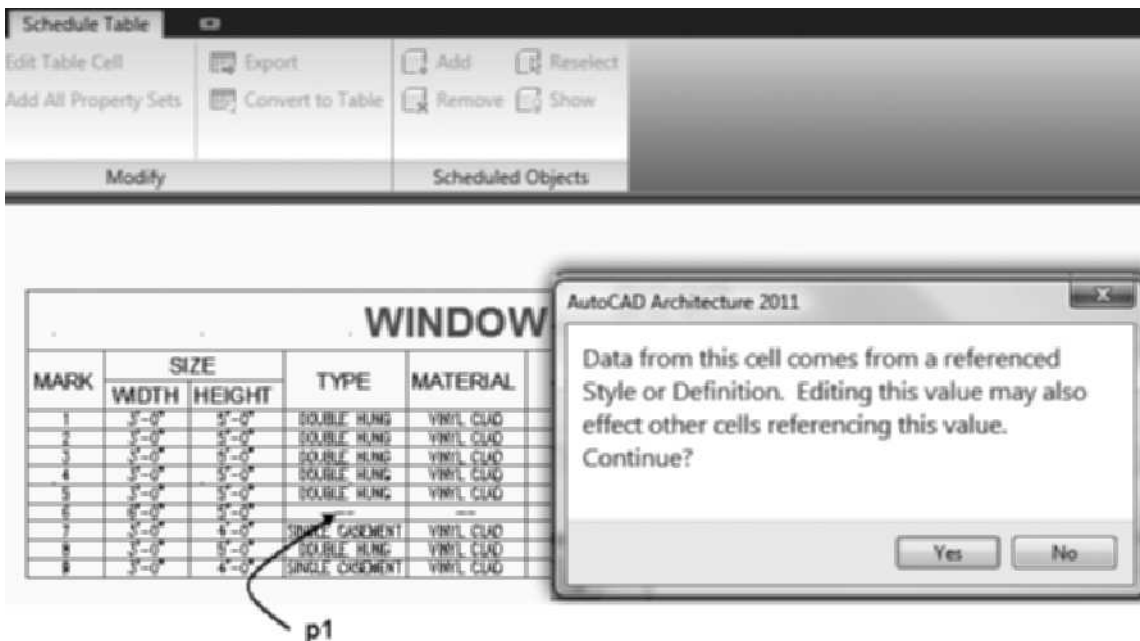 Schedule Table
Edit Table Cell Export Add Reselect
Add All Property Sets Convert to Table Remove Show
Modify Scheduled Objects
AutoCAD Architecture 2011
Data from this cell comes from a referenced
Style or Definition. Editing this value may also
effect other cells referencing this value.
Continue?
Yes No
WINDOW
MARK SIZE TYPE MATERIAL
WIDTH HEIGHT
1 3'-0" 5'-0" DOUBLE HUNG VINYL CLAD
2 3'-0" 5'-0" DOUBLE HUNG VINYL CLAD
3 3'-0" 5'-0" DOUBLE HUNG VINYL CLAD
4 3'-0" 5'-0" DOUBLE HUNG VINYL CLAD
5 3'-0" 5'-0" DOUBLE HUNG VINYL CLAD
6 6'-0" 5'-0" -- --
7 3'-0" 4'-0" SINGLE CASEMENT VINYL CLAD
8 3'-0" 5'-0" DOUBLE HUNG VINYL CLAD
9 3'-0" 4'-0" SINGLE CASEMENT VINYL CLAD
p1